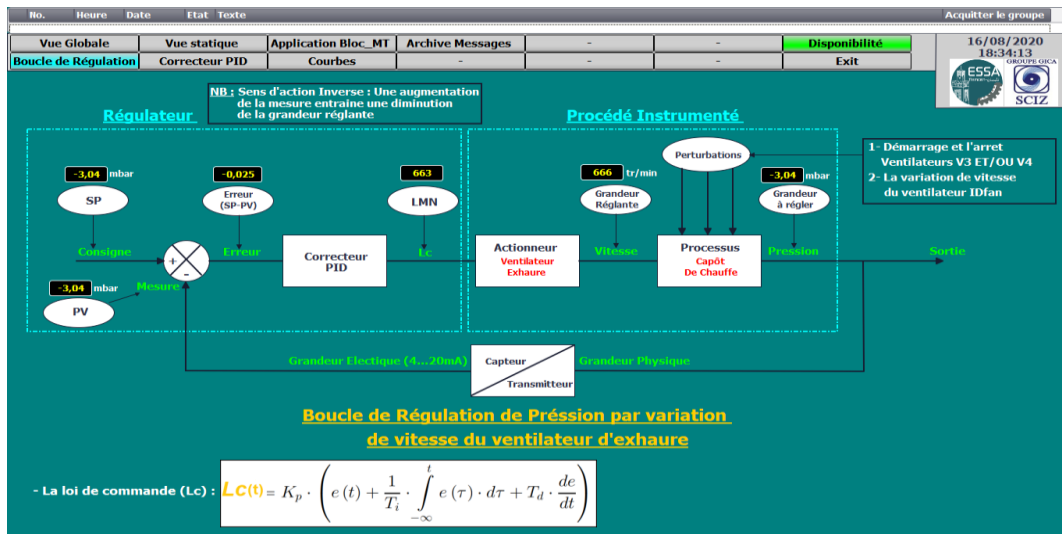 No. Heure Date Etat Texte Acquitter le groupe
Vue Globale Vue statique Application Bloc_MT Archive Messages - - Disponibilité
Boucle de Régulation Correcteur PID Courbes - - - Exit
16/08/2020
18:34:13
GROUPE GICA
ESSA
SCIZ
NB : Sens d'action Inverse : Une augmentation
de la mesure entraine une diminution
de la grandeur réglante
Régulateur
Procédé Instrumenté
1- Démarrage et l'arret
Ventilateurs V3 ET/OU V4
2- La variation de vitesse
du ventilateur IDfan
Perturbations
-3,04 mbar
SP
-0,025
Erreur
(SP-PV)
663
LMN
666 tr/min
Grandeur
Réglante
-3,04 mbar
Grandeur
à régler
Consigne
+
-
Erreur
Correcteur
PID
Lc
Actionneur
Ventilateur
Exhaure
Vitesse
Processus
Capôt
De Chauffe
Pression
Sortie
-3,04 mbar
Mesure
PV
Grandeur Electique (4...20mA)
Capteur
Transmitteur
Grandeur Physique
Boucle de Régulation de Préssion par variation
de vitesse du ventilateur d'exhaure
- La loi de commande (Lc) : Lc(t) = K_p · ( e (t) + 1/T_i · ∫_{-∞}^{t} e (τ) · dτ + T_d · de/dt )